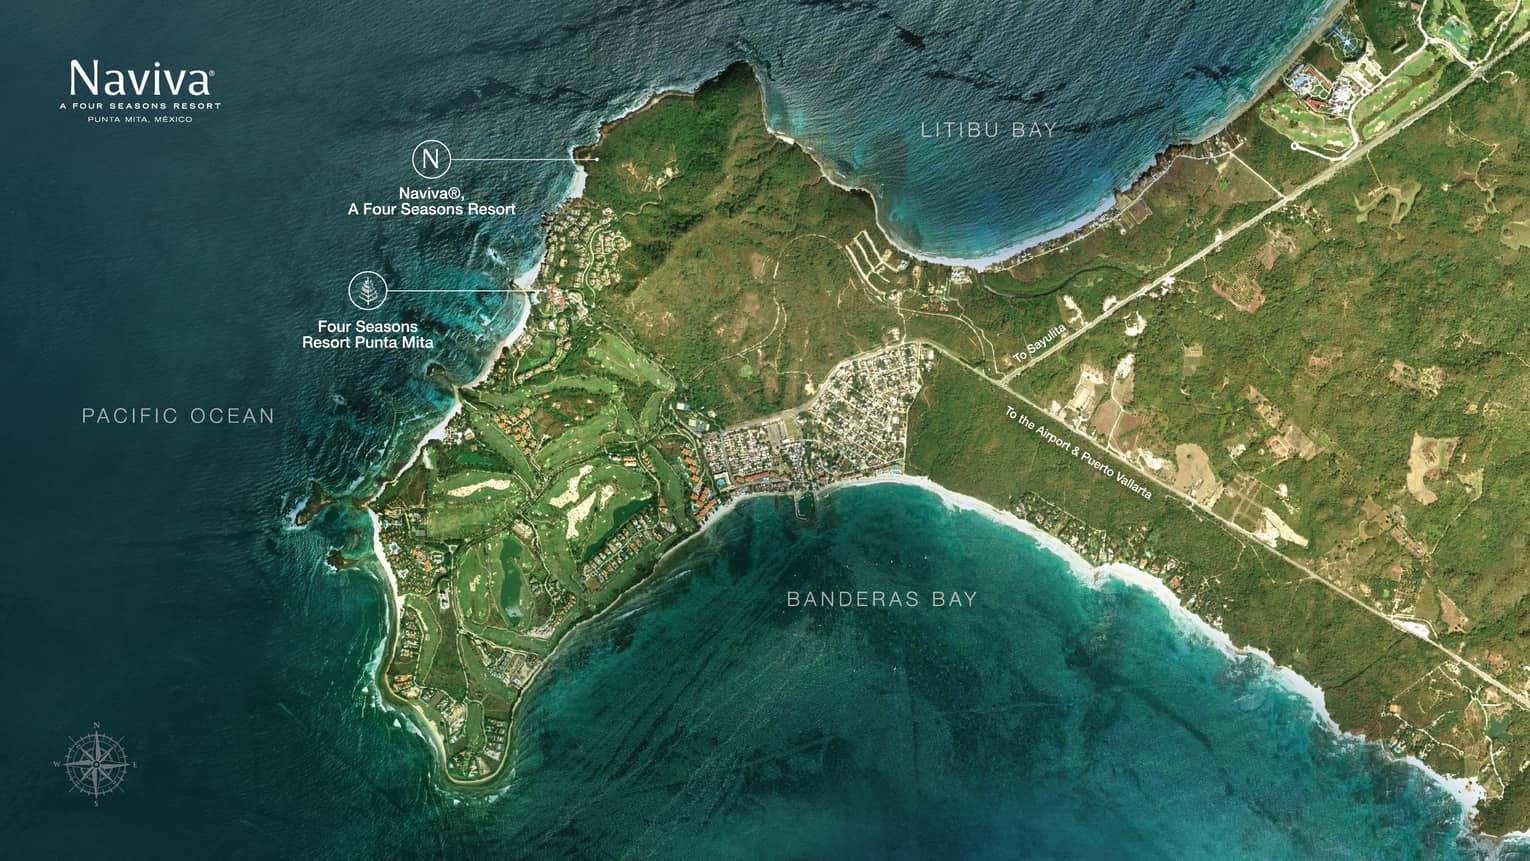 Naviva®
A FOUR SEASONS RESORT
PUNTA MITA, MÉXICO
LITIBU BAY
N
Naviva®,
A Four Seasons Resort
Four Seasons
Resort Punta Mita
To Sayulita
PACIFIC OCEAN
To the Airport & Puerto Vallarta
BANDERAS BAY
N
W E
S